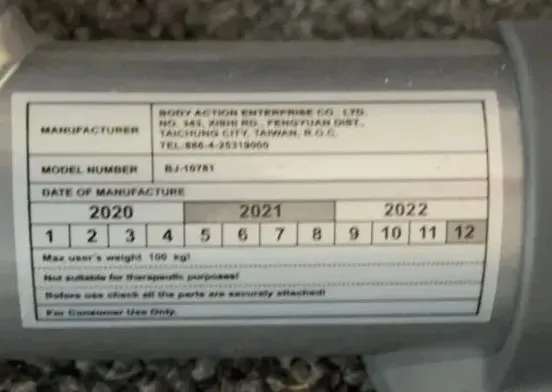 MANUFACTURER
BODY ACTION ENTERPRISE CO., LTD.
NO. 343, XISHI RD., FENGYUAN DIST.,
TAICHUNG CITY, TAIWAN, R.O.C.
TEL:886-4-25319000
MODEL NUMBER BJ-10781
DATE OF MANUFACTURE
2020 2021 2022
1 2 3 4 5 6 7 8 9 10 11 12
Max user's weight 100 kg!
Not suitable for therapeutic purposes!
Before use check all the parts are securely attached!
For Consumer Use Only.